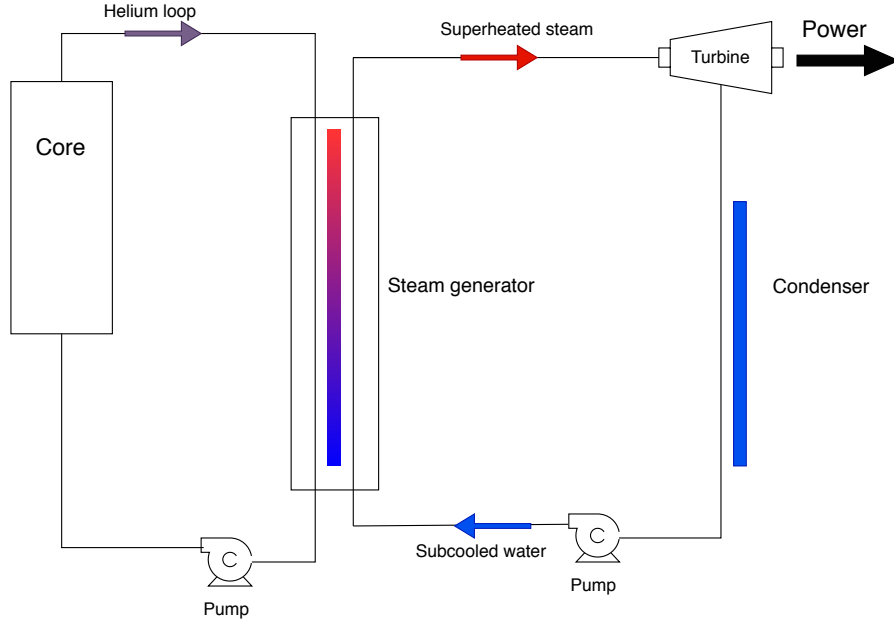 Helium loop
Superheated steam
Power
Turbine
Core
Steam generator
Condenser
Subcooled water
C
C
Pump
Pump